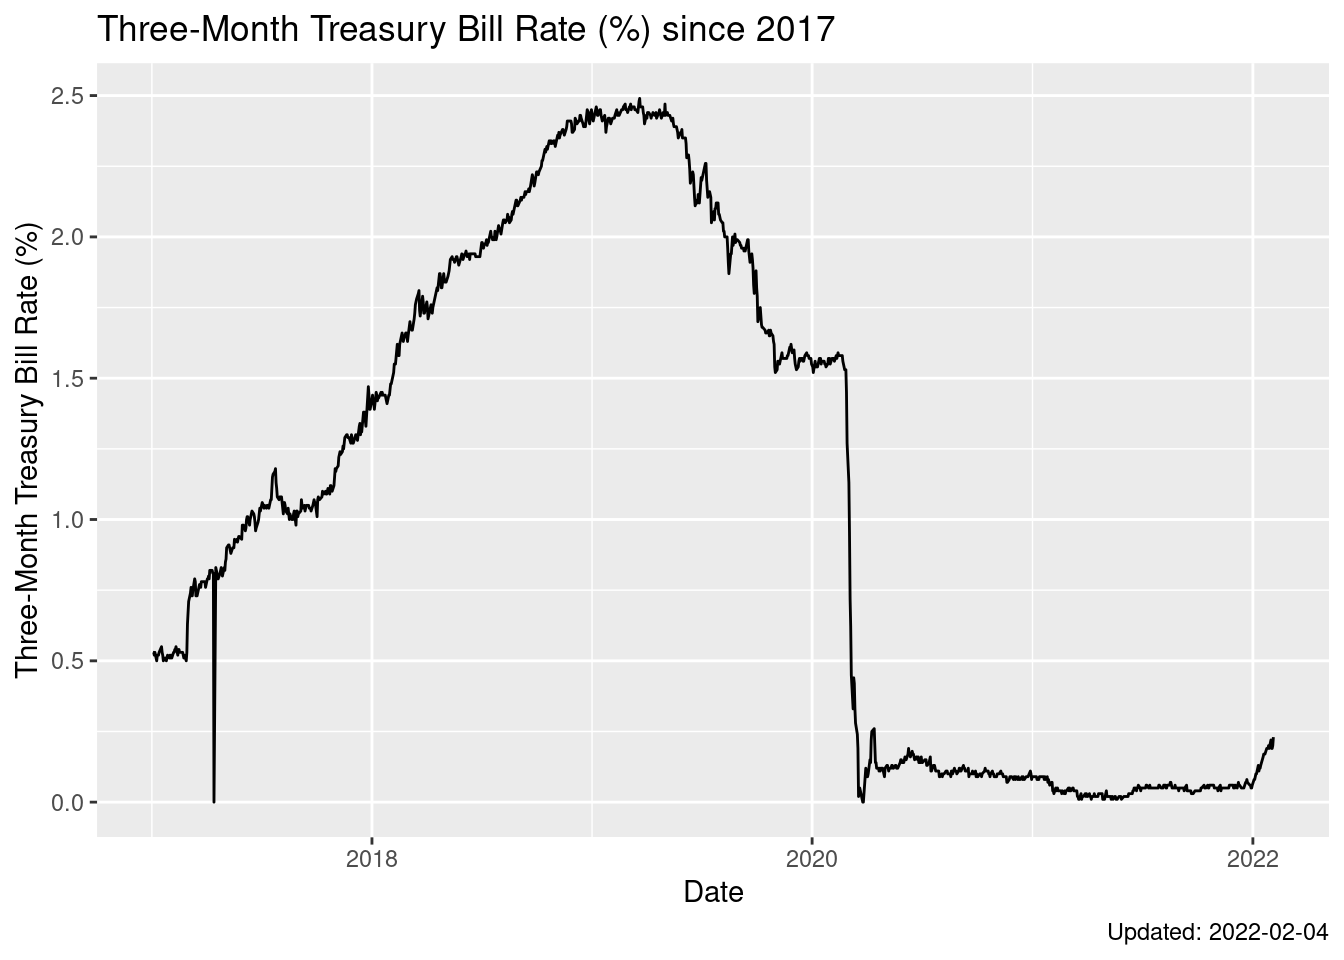 Three-Month Treasury Bill Rate (%) since 2017
Three-Month Treasury Bill Rate (%)
2.5
2.0
1.5
1.0
0.5
0.0
2018
2020
2022
Date
Updated: 2022-02-04